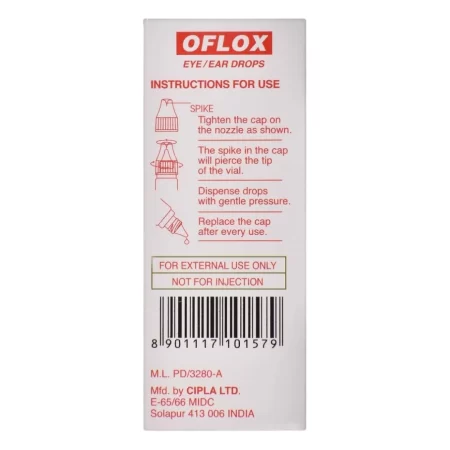 OFLOX
EYE/EAR DROPS
INSTRUCTIONS FOR USE
SPIKE
Tighten the cap on
the nozzle as shown.
The spike in the cap
will pierce the tip
of the vial.
Dispense drops
with gentle pressure.
Replace the cap
after every use.
FOR EXTERNAL USE ONLY
NOT FOR INJECTION
8 901117 101579
M.L. PD/3280-A
Mfd. by CIPLA LTD.
E-65/66 MIDC
Solapur 413 006 INDIA